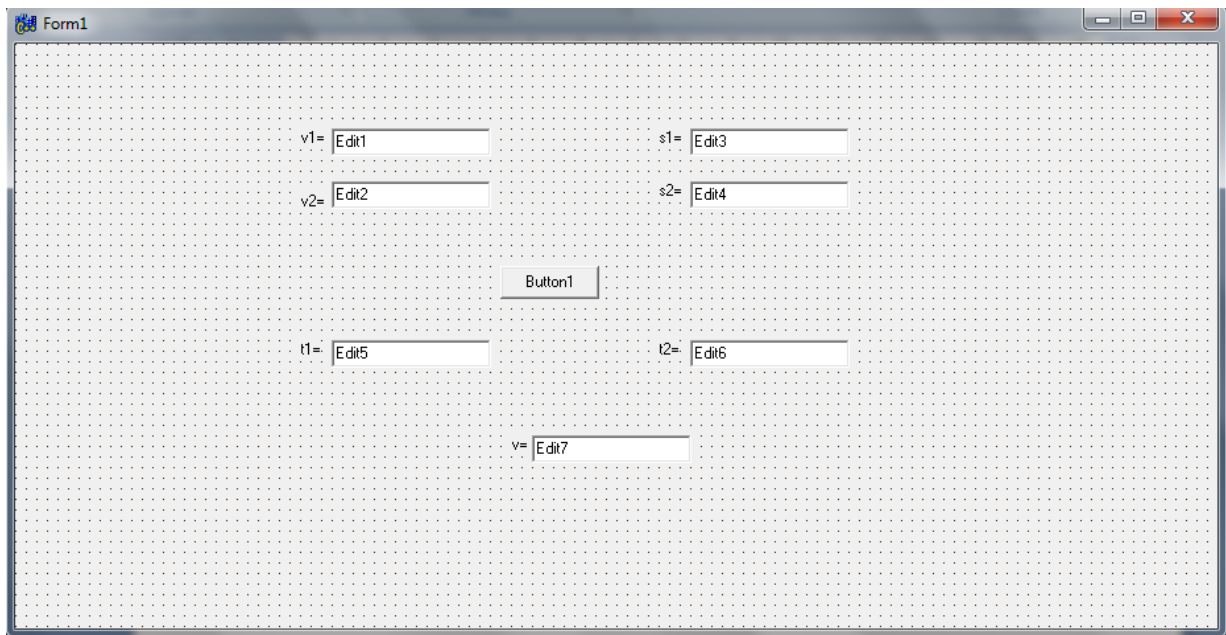 Form1
v1= Edit1 s1= Edit3
v2= Edit2 s2= Edit4
Button1
t1= Edit5 t2= Edit6
v= Edit7